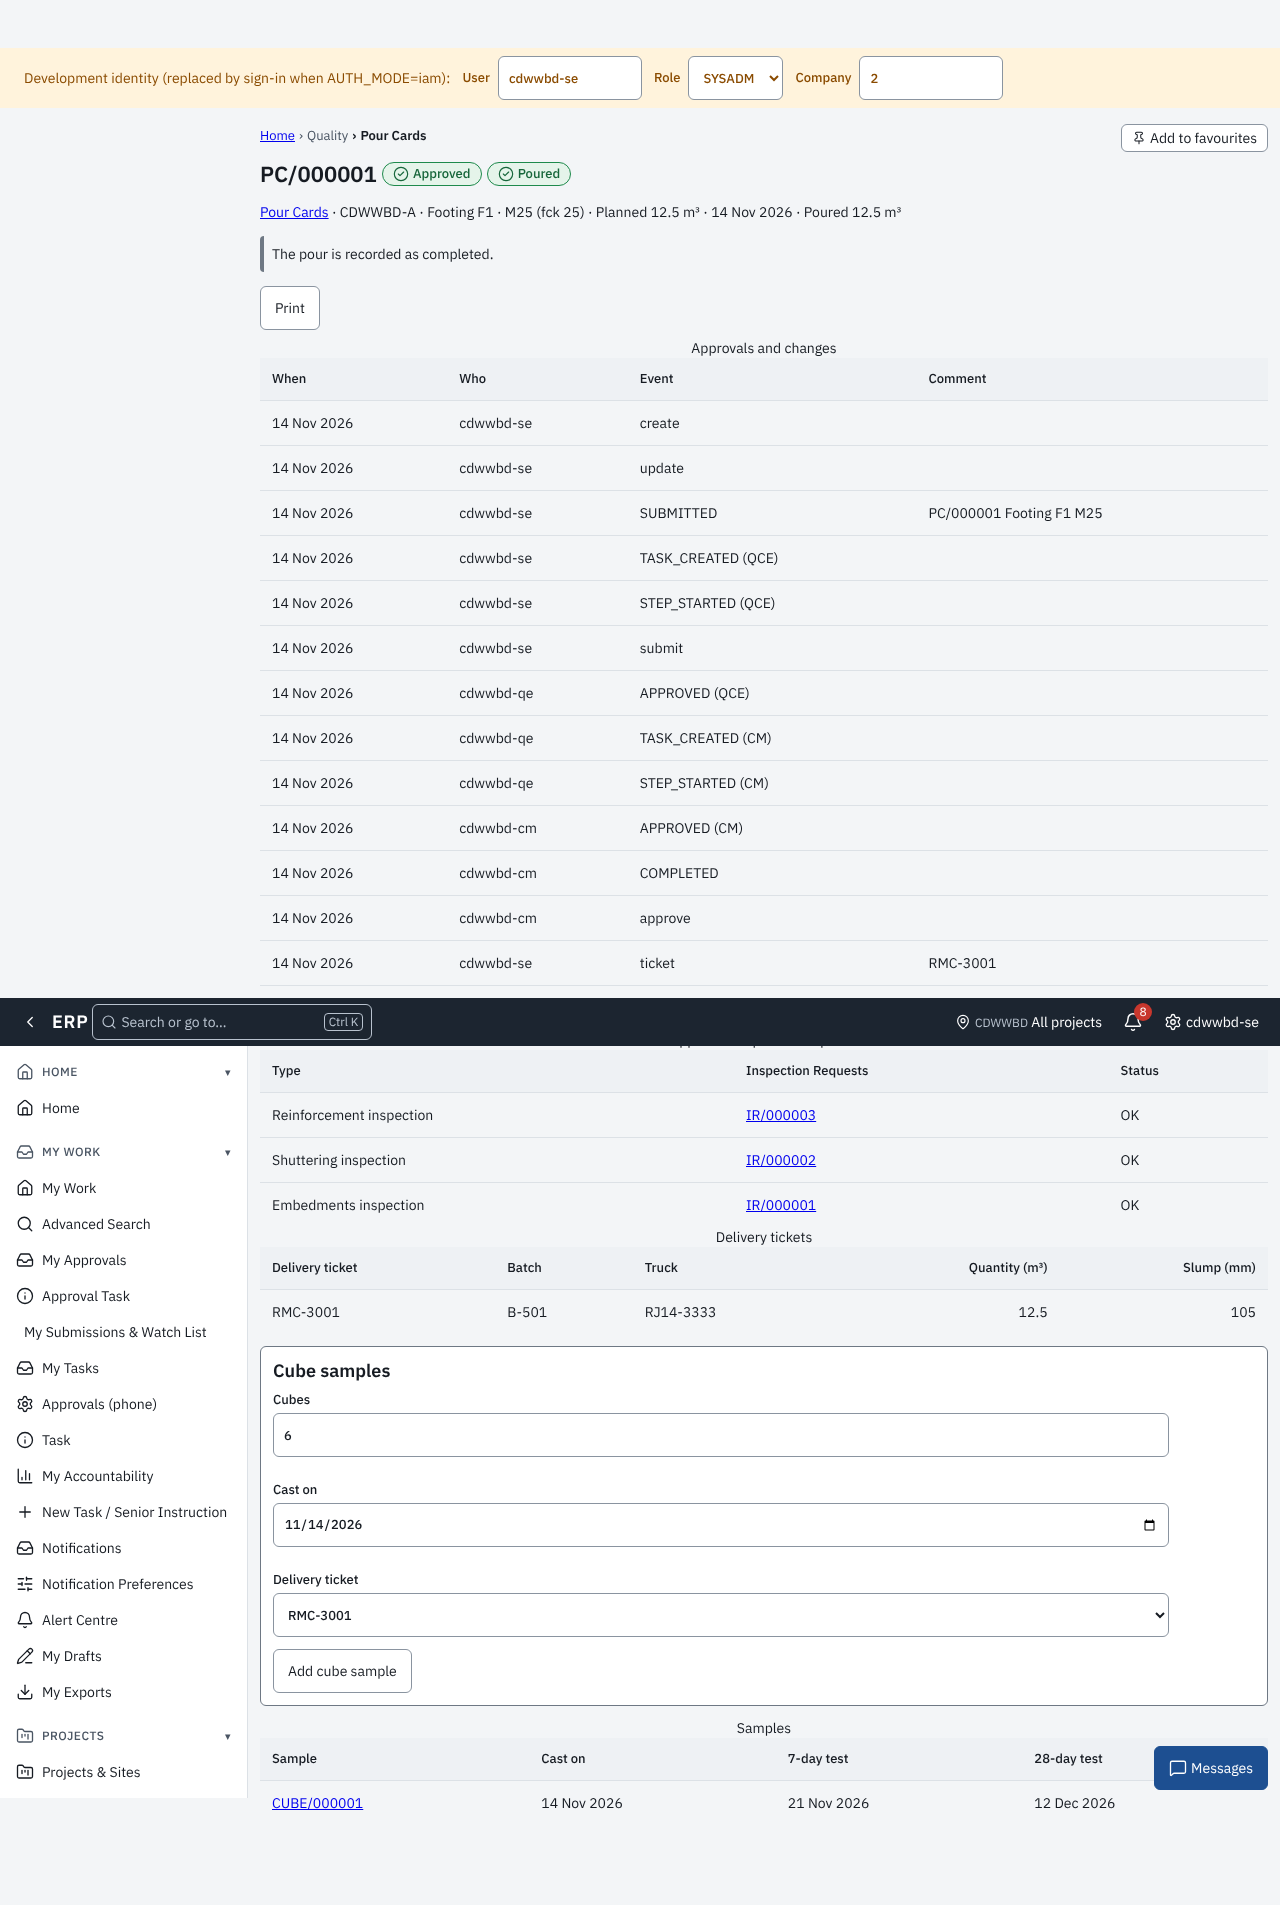 Development identity (replaced by sign-in when AUTH_MODE=iam): User cdwwbd-se Role SYSADM Company 2
Home › Quality › Pour Cards
Add to favourites
PC/000001 Approved Poured
Pour Cards · CDWWBD-A · Footing F1 · M25 (fck 25) · Planned 12.5 m³ · 14 Nov 2026 · Poured 12.5 m³
The pour is recorded as completed.
Print
Approvals and changes
When Who Event Comment
14 Nov 2026 cdwwbd-se create
14 Nov 2026 cdwwbd-se update
14 Nov 2026 cdwwbd-se SUBMITTED PC/000001 Footing F1 M25
14 Nov 2026 cdwwbd-se TASK_CREATED (QCE)
14 Nov 2026 cdwwbd-se STEP_STARTED (QCE)
14 Nov 2026 cdwwbd-se submit
14 Nov 2026 cdwwbd-qe APPROVED (QCE)
14 Nov 2026 cdwwbd-qe TASK_CREATED (CM)
14 Nov 2026 cdwwbd-qe STEP_STARTED (CM)
14 Nov 2026 cdwwbd-cm APPROVED (CM)
14 Nov 2026 cdwwbd-cm COMPLETED
14 Nov 2026 cdwwbd-cm approve
14 Nov 2026 cdwwbd-se ticket RMC-3001
ERP Search or go to... Ctrl K CDWWBD All projects 8 cdwwbd-se
HOME
Home
MY WORK
My Work
Advanced Search
My Approvals
Approval Task
My Submissions & Watch List
My Tasks
Approvals (phone)
Task
My Accountability
New Task / Senior Instruction
Notifications
Notification Preferences
Alert Centre
My Drafts
My Exports
PROJECTS
Projects & Sites
Type Inspection Requests Status
Reinforcement inspection IR/000003 OK
Shuttering inspection IR/000002 OK
Embedments inspection IR/000001 OK
Delivery tickets
Delivery ticket Batch Truck Quantity (m³) Slump (mm)
RMC-3001 B-501 RJ14-3333 12.5 105
Cube samples
Cubes
6
Cast on
11/14/2026
Delivery ticket
RMC-3001
Add cube sample
Samples
Sample Cast on 7-day test 28-day test
CUBE/000001 14 Nov 2026 21 Nov 2026 12 Dec 2026
Messages